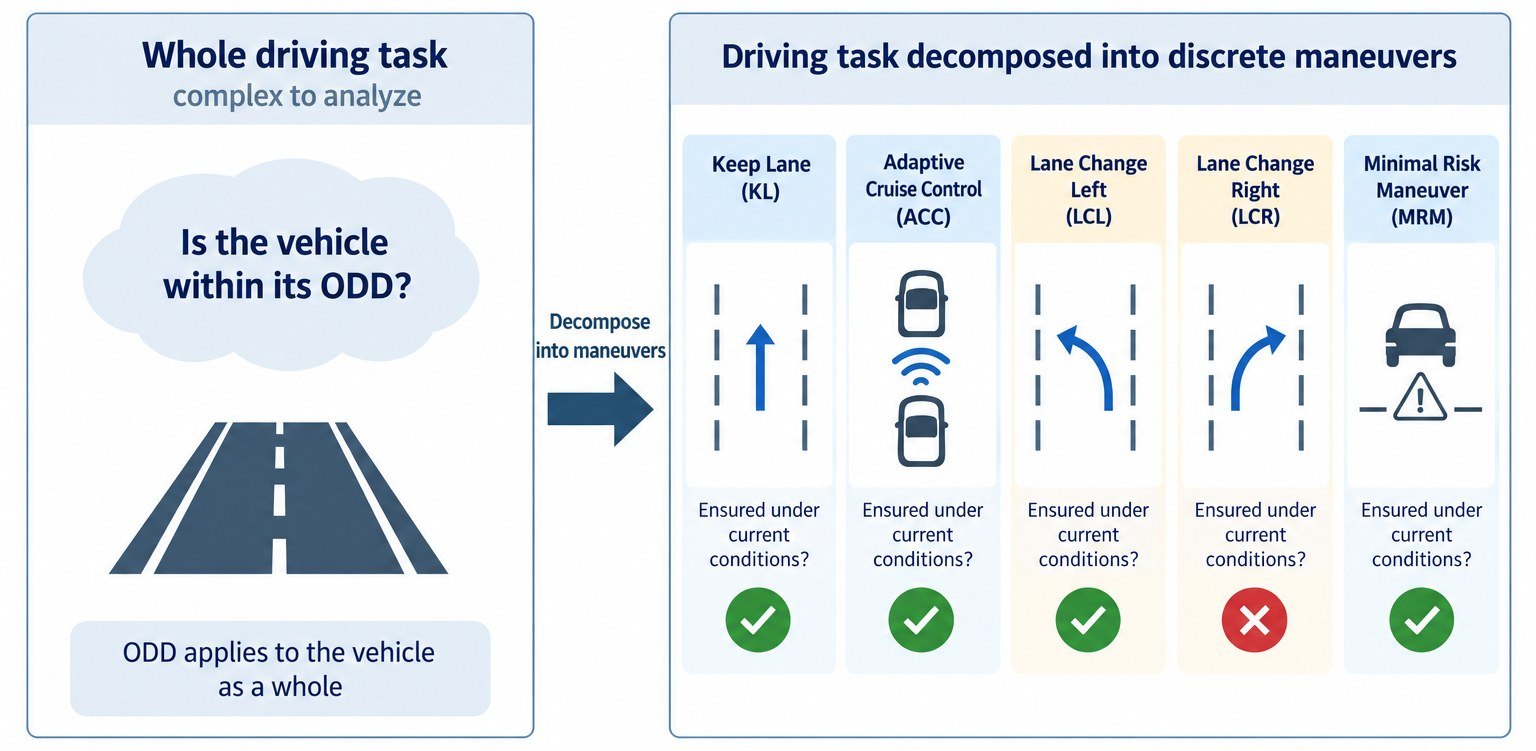 Whole driving task
complex to analyze
Is the vehicle
within its ODD?
ODD applies to the vehicle
as a whole
Decompose
into maneuvers
Driving task decomposed into discrete maneuvers
Keep Lane
(KL)
Ensured under
current
conditions?
Adaptive
Cruise Control
(ACC)
Ensured under
current
conditions?
Lane Change
Left
(LCL)
Ensured under
current
conditions?
Lane Change
Right
(LCR)
Ensured under
current
conditions?
Minimal Risk
Maneuver
(MRM)
Ensured under
current
conditions?